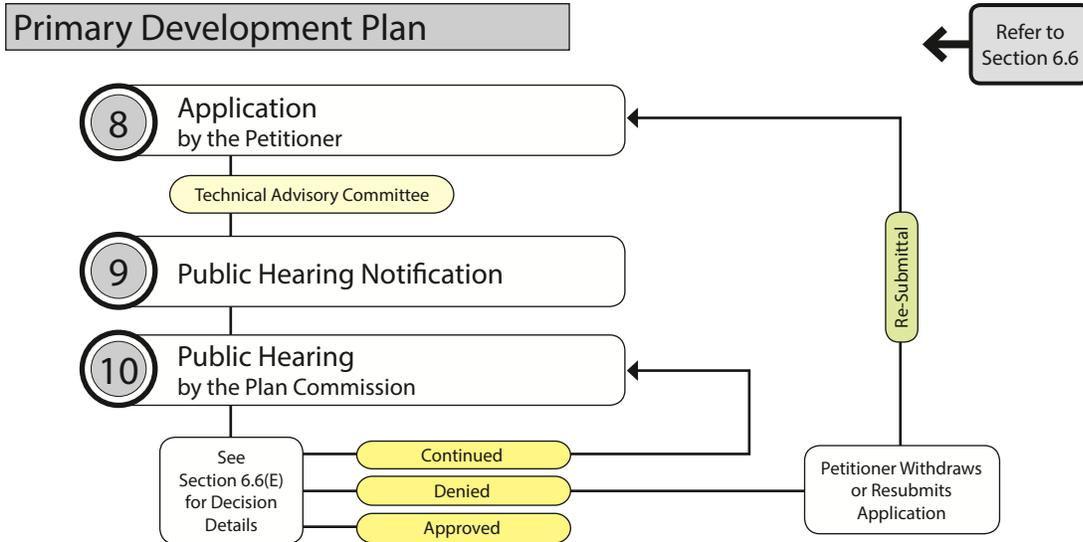 Primary Development Plan
Refer to
Section 6.6
8
Application
by the Petitioner
Technical Advisory Committee
9
Public Hearing Notification
Re-Submittal
10
Public Hearing
by the Plan Commission
See
Section 6.6(E)
for Decision
Details
Continued
Denied
Approved
Petitioner Withdraws
or Resubmits
Application